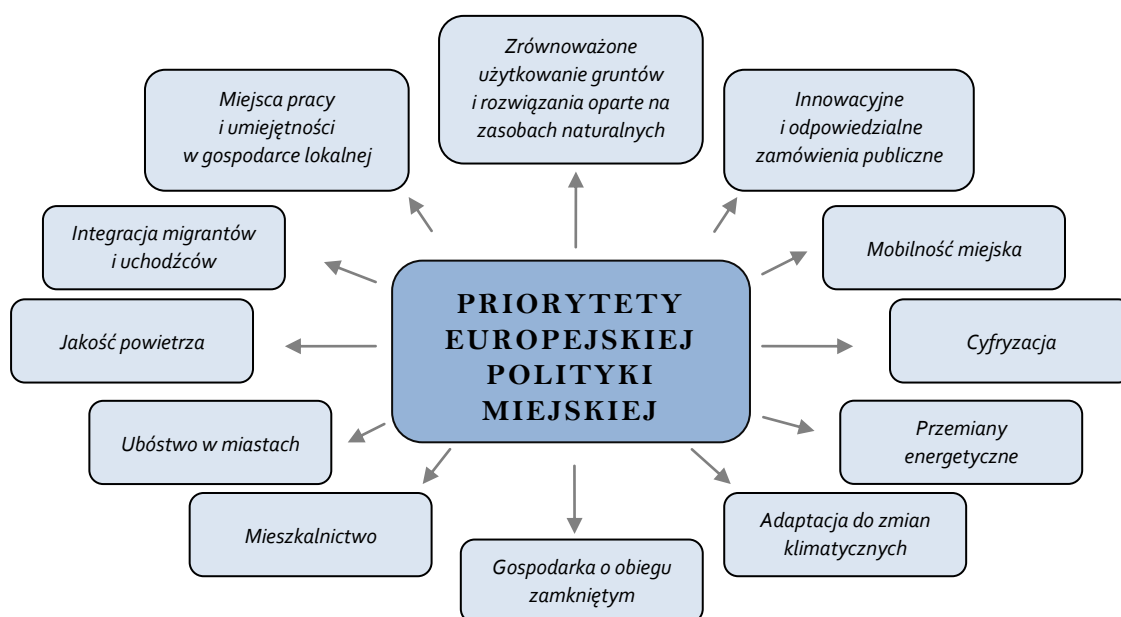 Zrównoważone
użytkowanie gruntów
i rozwiązania oparte na
zasobach naturalnych
Miejsca pracy
i umiejętności
w gospodarce lokalnej
Innowacyjne
i odpowiedzialne
zamówienia publiczne
Integracja migrantów
i uchodźców
Mobilność miejska
PRIORYTETY
EUROPEJSKIEJ
POLITYKI
MIEJSKIEJ
Jakość powietrza
Cyfryzacja
Ubóstwo w miastach
Przemiany
energetyczne
Mieszkalnictwo
Adaptacja do zmian
klimatycznych
Gospodarka o obiegu
zamkniętym